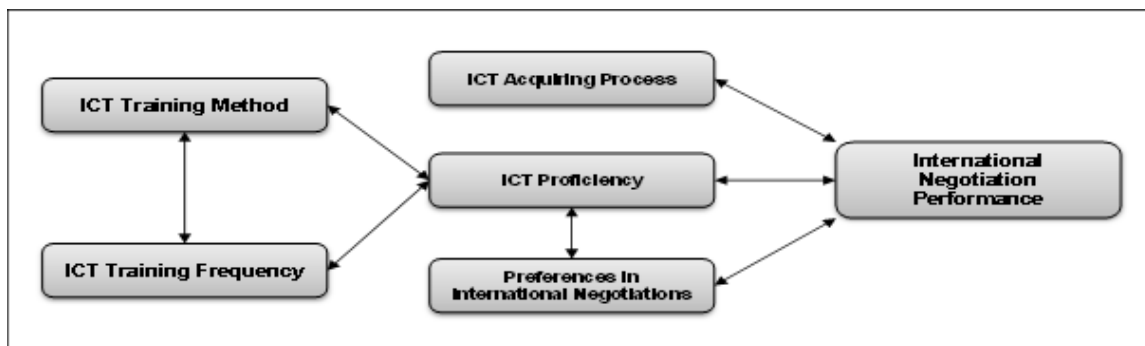 ICT Training Method
ICT Training Frequency
ICT Acquiring Process
ICT Proficiency
Preferences In
International Negotiations
International
Negotiation
Performance